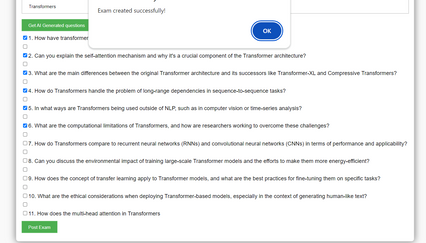 Transformers
Exam created successfully!
OK
Get AI Generated questions
1. How have transformer
2. Can you explain the self-attention mechanism and why it's a crucial component of the Transformer architecture?
3. What are the main differences between the original Transformer architecture and its successors like Transformer-XL and Compressive Transformers?
4. How do Transformers handle the problem of long-range dependencies in sequence-to-sequence tasks?
5. In what ways are Transformers being used outside of NLP, such as in computer vision or time-series analysis?
6. What are the computational limitations of Transformers, and how are researchers working to overcome these challenges?
7. How do Transformers compare to recurrent neural networks (RNNs) and convolutional neural networks (CNNs) in terms of performance and applicability?
8. Can you discuss the environmental impact of training large-scale Transformer models and the efforts to make them more energy-efficient?
9. How does the concept of transfer learning apply to Transformer models, and what are the best practices for fine-tuning them on specific tasks?
10. What are the ethical considerations when deploying Transformer-based models, especially in the context of generating human-like text?
11. How does the multi-head attention in Transformers
Post Exam